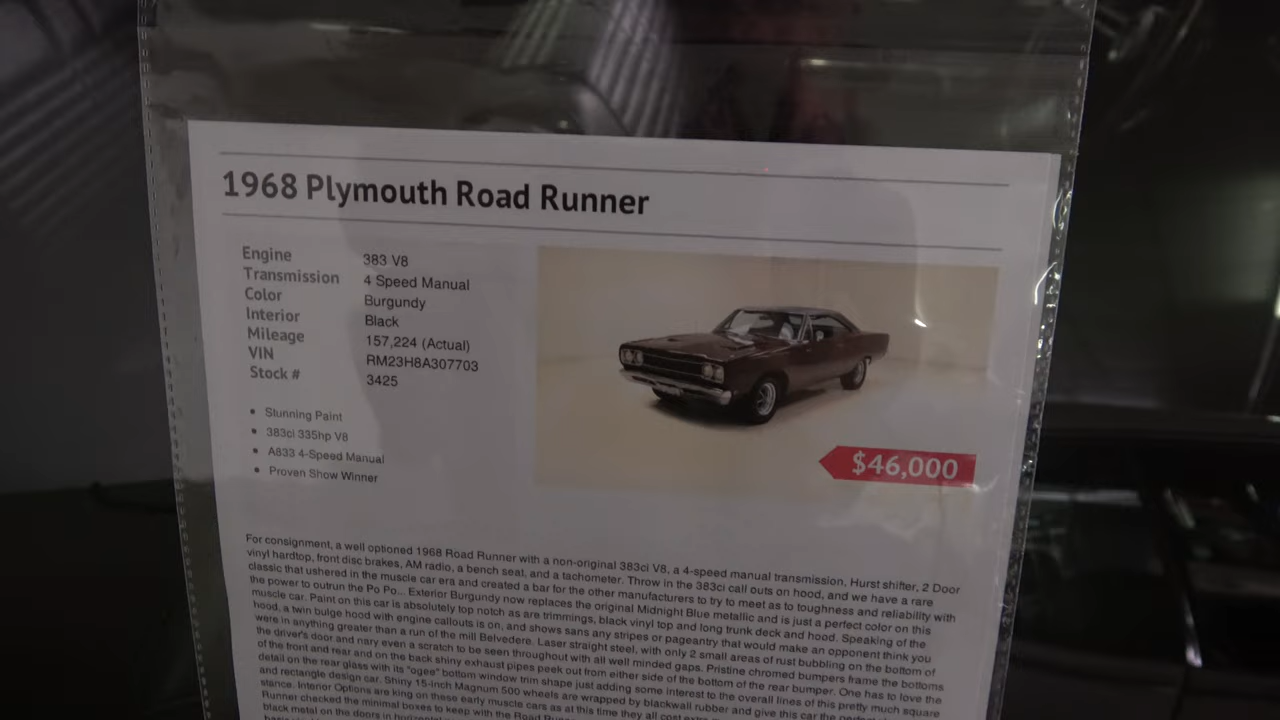 1968 Plymouth Road Runner
Engine 383 V8
Transmission 4 Speed Manual
Color Burgundy
Interior Black
Mileage 157,224 (Actual)
VIN RM23H8A307703
Stock # 3425
• Stunning Paint
• 383ci 335hp V8
• A833 4-Speed Manual
• Proven Show Winner
$46,000
For consignment, a well optioned 1968 Road Runner with a non-original 383ci V8, a 4-speed manual transmission, Hurst shifter, 2 Door
vinyl hardtop, front disc brakes, AM radio, a bench seat, and a tachometer. Throw in the 383ci call outs on hood, and we have a rare
classic that ushered in the muscle car era and created a bar for the other manufacturers to try to meet as to toughness and reliability with
the power to outrun the Po Po... Exterior Burgundy now replaces the original Midnight Blue metallic and is just a perfect color on this
muscle car. Paint on this car is absolutely top notch as are trimmings, black vinyl top and long trunk deck and hood. Speaking of the
hood, a twin bulge hood with engine callouts is on, and shows sans any stripes or pageantry that would make an opponent think you
were in anything greater than a run of the mill Belvedere. Laser straight steel, with only 2 small areas of rust bubbling on the bottom of
the driver's door and nary even a scratch to be seen throughout with all well minded gaps. Pristine chromed bumpers frame the bottoms
of the front and rear and on the back shiny exhaust pipes peek out from either side of the bottom of the rear bumper. One has to love the
detail on the rear glass with its "ogee" bottom window trim shape just adding some interest to the overall lines of this pretty much square
and rectangle design car. Shiny 15-inch Magnum 500 wheels are wrapped by blackwall rubber and give this car the
stance. Interior Options are king on these early muscle cars as at this time they all cost extra
Runner checked the minimal boxes to keep with the Road
black metal on the doors in